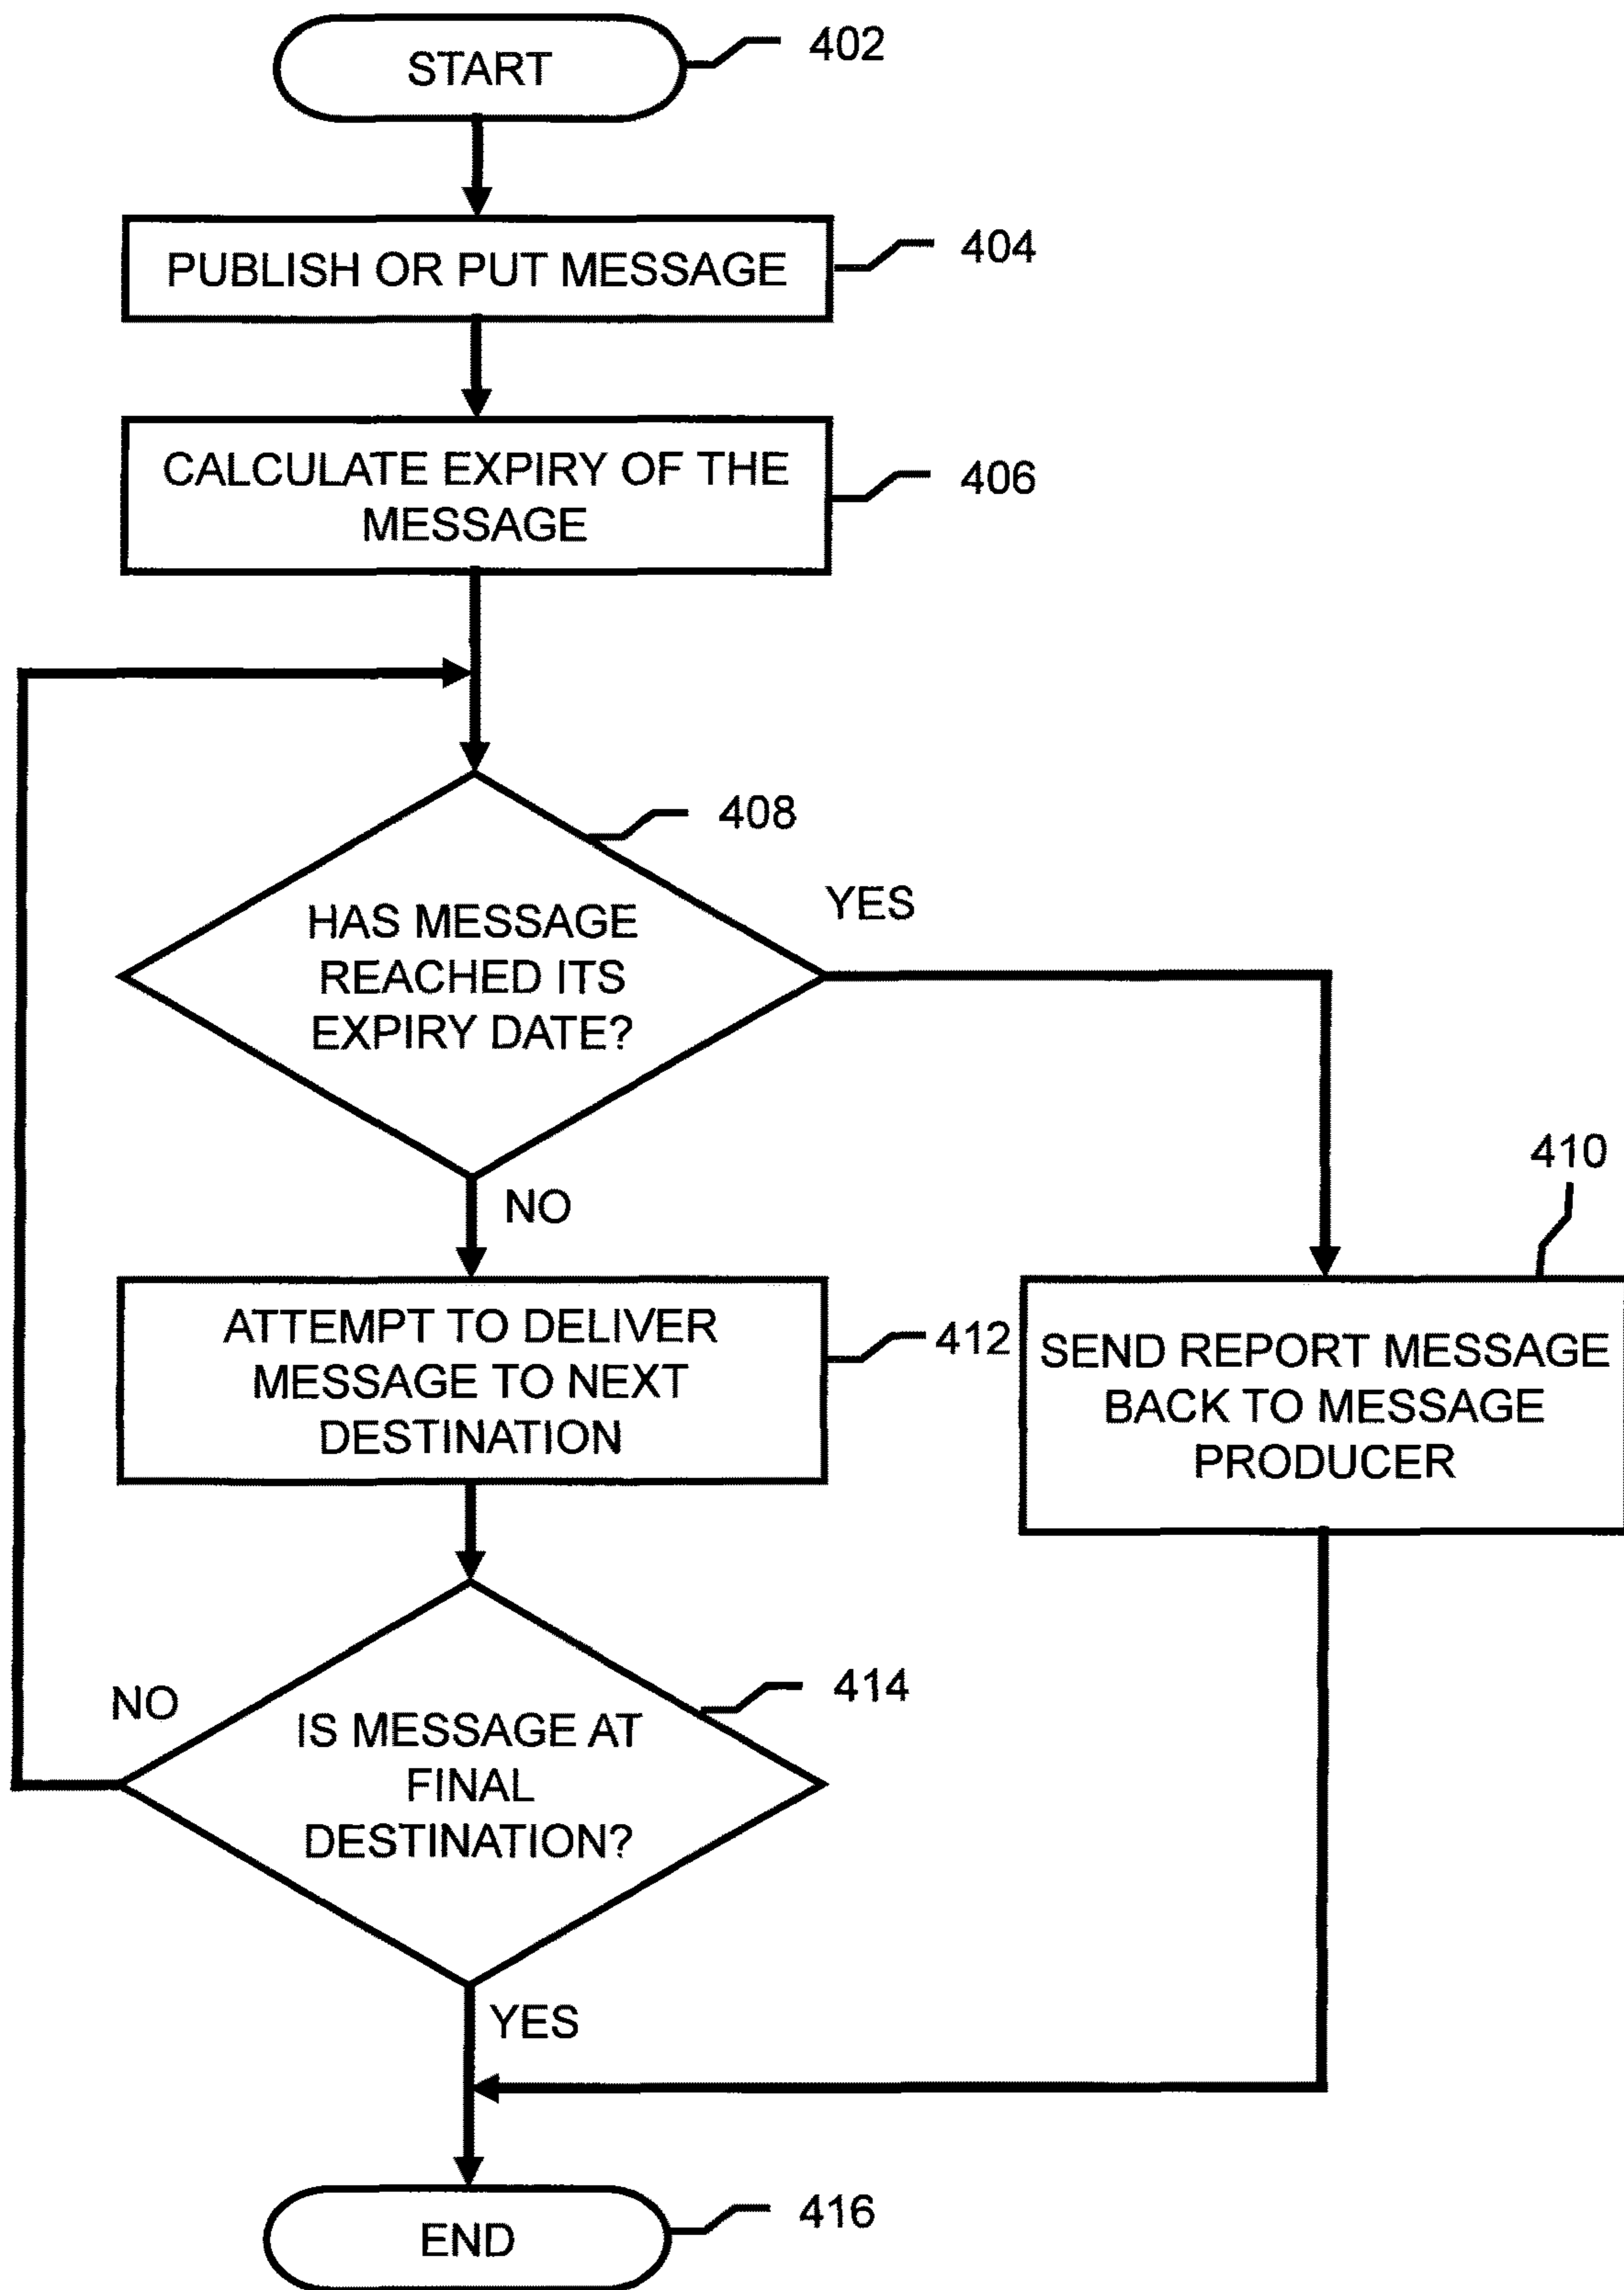 START
402
PUBLISH OR PUT MESSAGE
404
CALCULATE EXPIRY OF THE
MESSAGE
406
408
HAS MESSAGE
REACHED ITS
EXPIRY DATE?
YES
NO
410
ATTEMPT TO DELIVER
MESSAGE TO NEXT
DESTINATION
412
SEND REPORT MESSAGE
BACK TO MESSAGE
PRODUCER
414
NO
IS MESSAGE AT
FINAL
DESTINATION?
YES
END
416